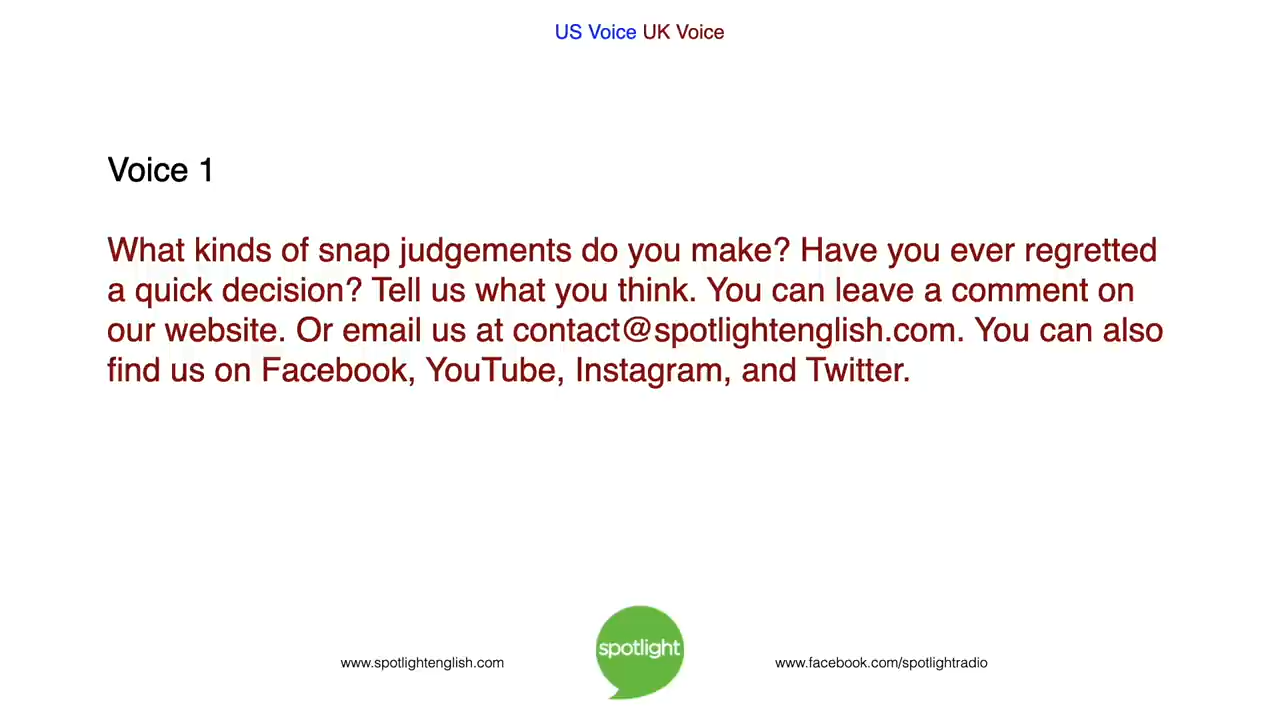 US Voice UK Voice
Voice 1
What kinds of snap judgements do you make? Have you ever regretted
a quick decision? Tell us what you think. You can leave a comment on
our website. Or email us at contact@spotlightenglish.com. You can also
find us on Facebook, YouTube, Instagram, and Twitter.
www.spotlightenglish.com
spotlight
www.facebook.com/spotlightradio